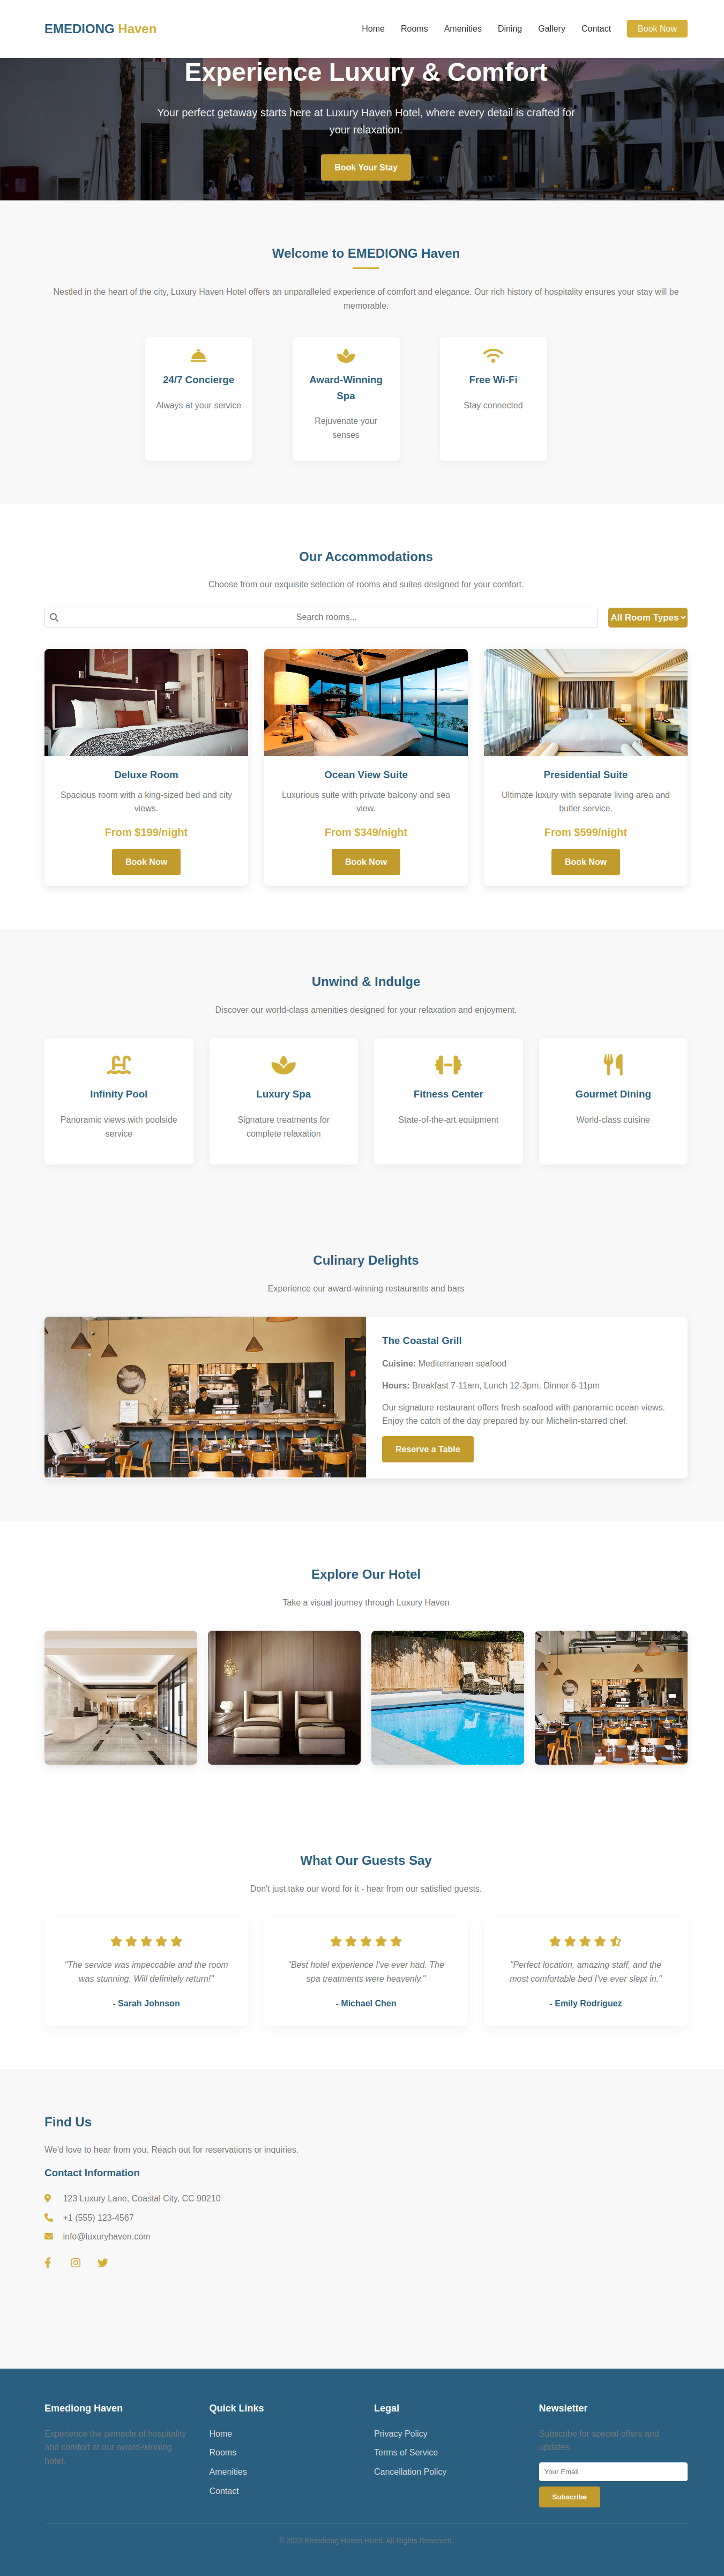 EMEDIONG Haven
Home Rooms Amenities Dining Gallery Contact Book Now
Experience Luxury & Comfort
Your perfect getaway starts here at Luxury Haven Hotel, where every detail is crafted for
your relaxation.
Book Your Stay
Welcome to EMEDIONG Haven
Nestled in the heart of the city, Luxury Haven Hotel offers an unparalleled experience of comfort and elegance. Our rich history of hospitality ensures your stay will be
memorable.
24/7 Concierge
Always at your service
Award-Winning
Spa
Rejuvenate your
senses
Free Wi-Fi
Stay connected
Our Accommodations
Choose from our exquisite selection of rooms and suites designed for your comfort.
Search rooms...
All Room Types
Deluxe Room
Spacious room with a king-sized bed and city
views.
From $199/night
Book Now
Ocean View Suite
Luxurious suite with private balcony and sea
view.
From $349/night
Book Now
Presidential Suite
Ultimate luxury with separate living area and
butler service.
From $599/night
Book Now
Unwind & Indulge
Discover our world-class amenities designed for your relaxation and enjoyment.
Infinity Pool
Panoramic views with poolside
service
Luxury Spa
Signature treatments for
complete relaxation
Fitness Center
State-of-the-art equipment
Gourmet Dining
World-class cuisine
Culinary Delights
Experience our award-winning restaurants and bars
The Coastal Grill
Cuisine: Mediterranean seafood
Hours: Breakfast 7-11am, Lunch 12-3pm, Dinner 6-11pm
Our signature restaurant offers fresh seafood with panoramic ocean views.
Enjoy the catch of the day prepared by our Michelin-starred chef.
Reserve a Table
Explore Our Hotel
Take a visual journey through Luxury Haven
What Our Guests Say
Don't just take our word for it - hear from our satisfied guests.
"The service was impeccable and the room
was stunning. Will definitely return!"
- Sarah Johnson
"Best hotel experience I've ever had. The
spa treatments were heavenly."
- Michael Chen
"Perfect location, amazing staff, and the
most comfortable bed I've ever slept in."
- Emily Rodriguez
Find Us
We'd love to hear from you. Reach out for reservations or inquiries.
Contact Information
123 Luxury Lane, Coastal City, CC 90210
+1 (555) 123-4567
info@luxuryhaven.com
Emediong Haven
Experience the pinnacle of hospitality
and comfort at our award-winning
hotel.
Quick Links
Home
Rooms
Amenities
Contact
Legal
Privacy Policy
Terms of Service
Cancellation Policy
Newsletter
Subscribe for special offers and
updates.
Your Email
Subscribe
© 2023 Emediong Haven Hotel. All Rights Reserved.